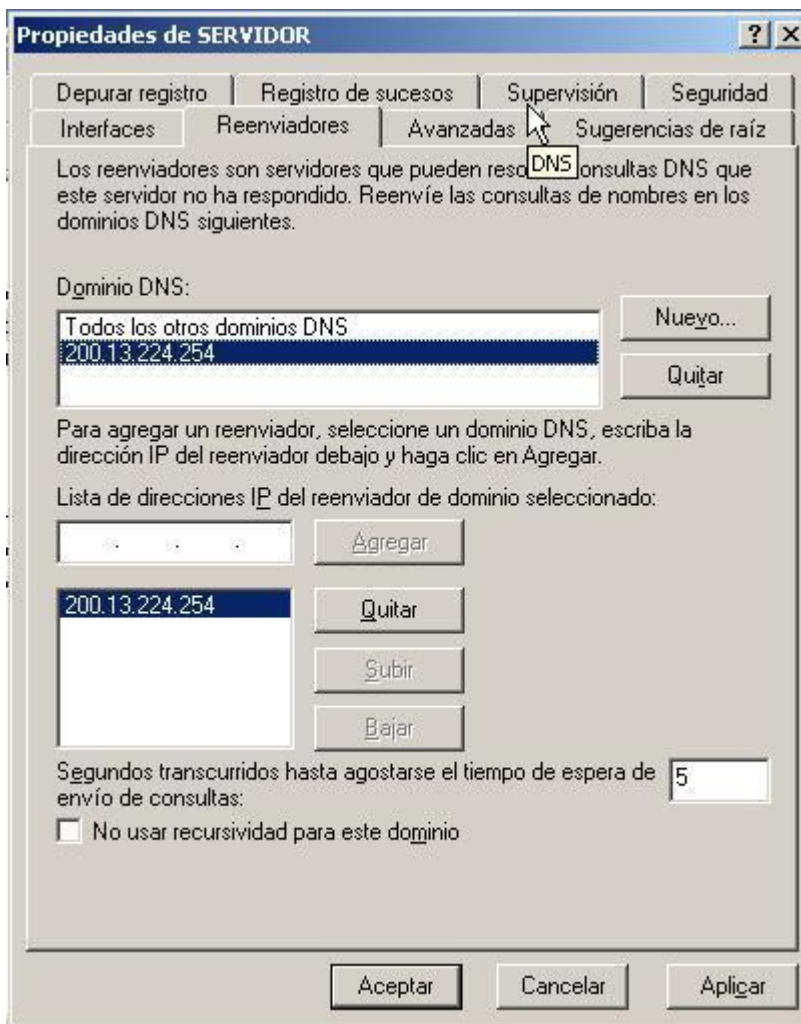 Propiedades de SERVIDOR
Depurar registro Registro de sucesos Supervisión Seguridad
Interfaces Reenviadores Avanzadas Sugerencias de raíz
DNS
Los reenviadores son servidores que pueden reso onsultas DNS que
este servidor no ha respondido. Reenvíe las consultas de nombres en los
dominios DNS siguientes.
Dominio DNS:
Todos los otros dominios DNS
200.13.224.254
Nuevo...
Quitar
Para agregar un reenviador, seleccione un dominio DNS, escriba la
dirección IP del reenviador debajo y haga clic en Agregar.
Lista de direcciones IP del reenviador de dominio seleccionado:
. . .
Agregar
200.13.224.254
Quitar
Subir
Bajar
Segundos transcurridos hasta agostarse el tiempo de espera de
envío de consultas:
5
No usar recursividad para este dominio
Aceptar Cancelar Aplicar